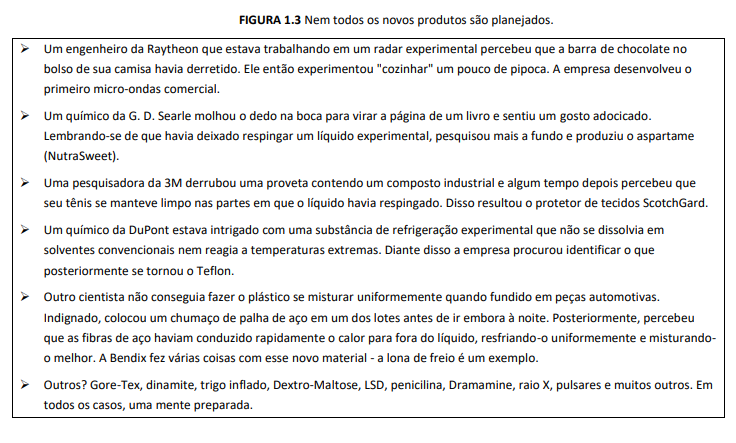 FIGURA 1.3 Nem todos os novos produtos são planejados.
➢ Um engenheiro da Raytheon que estava trabalhando em um radar experimental percebeu que a barra de chocolate no
bolso de sua camisa havia derretido. Ele então experimentou "cozinhar" um pouco de pipoca. A empresa desenvolveu o
primeiro micro-ondas comercial.
➢ Um químico da G. D. Searle molhou o dedo na boca para virar a página de um livro e sentiu um gosto adocicado.
Lembrando-se de que havia deixado respingar um líquido experimental, pesquisou mais a fundo e produziu o aspartame
(NutraSweet).
➢ Uma pesquisadora da 3M derrubou uma proveta contendo um composto industrial e algum tempo depois percebeu que
seu tênis se manteve limpo nas partes em que o líquido havia respingado. Disso resultou o protetor de tecidos ScotchGard.
➢ Um químico da DuPont estava intrigado com uma substância de refrigeração experimental que não se dissolvia em
solventes convencionais nem reagia a temperaturas extremas. Diante disso a empresa procurou identificar o que
posteriormente se tornou o Teflon.
➢ Outro cientista não conseguia fazer o plástico se misturar uniformemente quando fundido em peças automotivas.
Indignado, colocou um chumaço de palha de aço em um dos lotes antes de ir embora à noite. Posteriormente, percebeu
que as fibras de aço haviam conduzido rapidamente o calor para fora do líquido, resfriando-o uniformemente e misturando-
o melhor. A Bendix fez várias coisas com esse novo material - a lona de freio é um exemplo.
➢ Outros? Gore-Tex, dinamite, trigo inflado, Dextro-Maltose, LSD, penicilina, Dramamine, raio X, pulsares e muitos outros. Em
todos os casos, uma mente preparada.